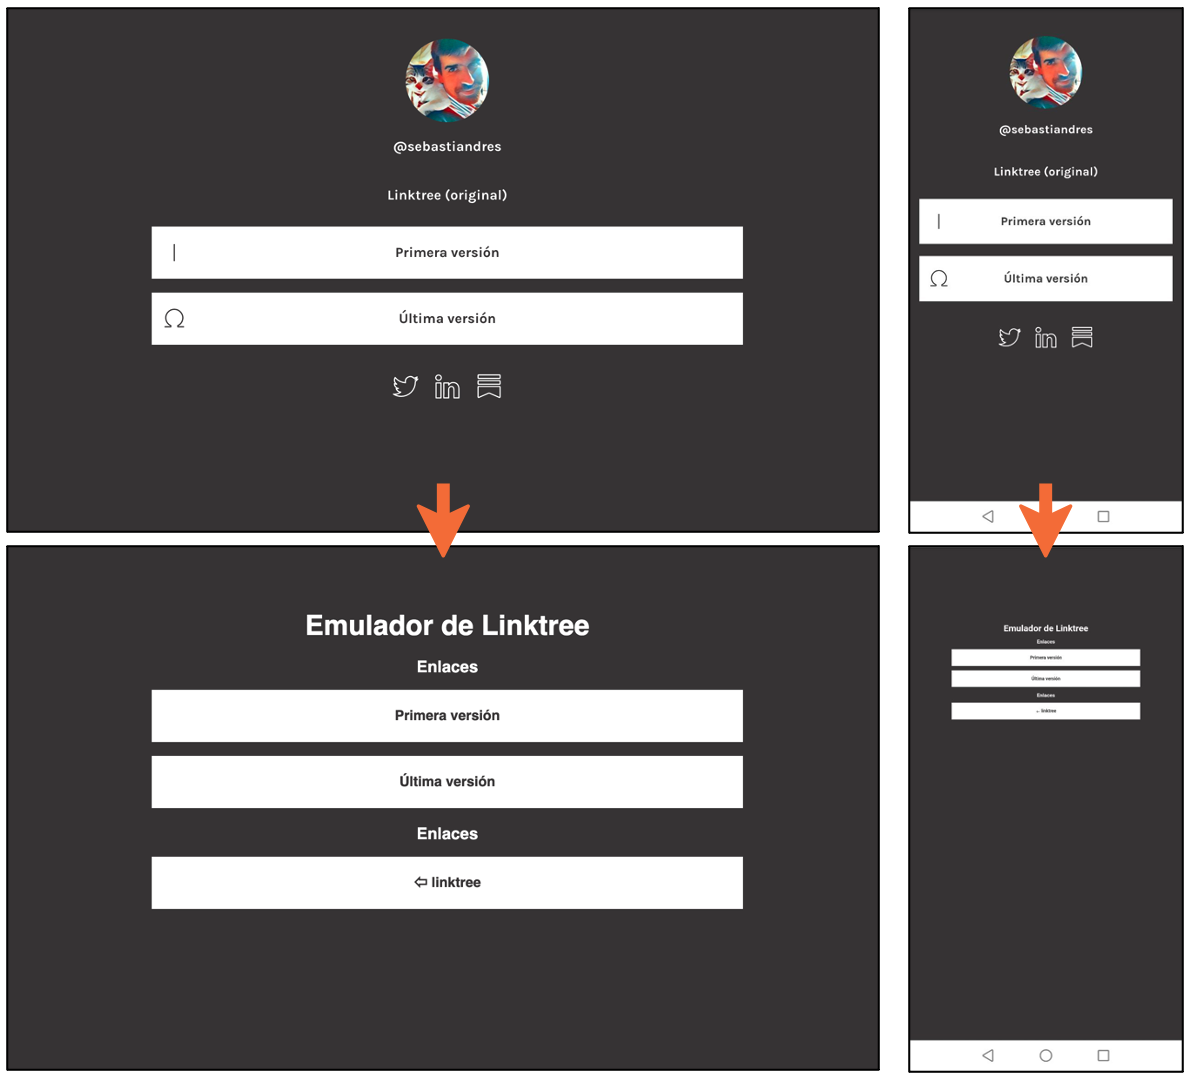 @sebastiandres
Linktree (original)
Primera versión
Última versión
@sebastiandres
Linktree (original)
Primera versión
Última versión
Emulador de Linktree
Enlaces
Primera versión
Última versión
Enlaces
⇦ linktree
Emulador de Linktree
Enlaces
Primera versión
Última versión
Enlaces
← linktree